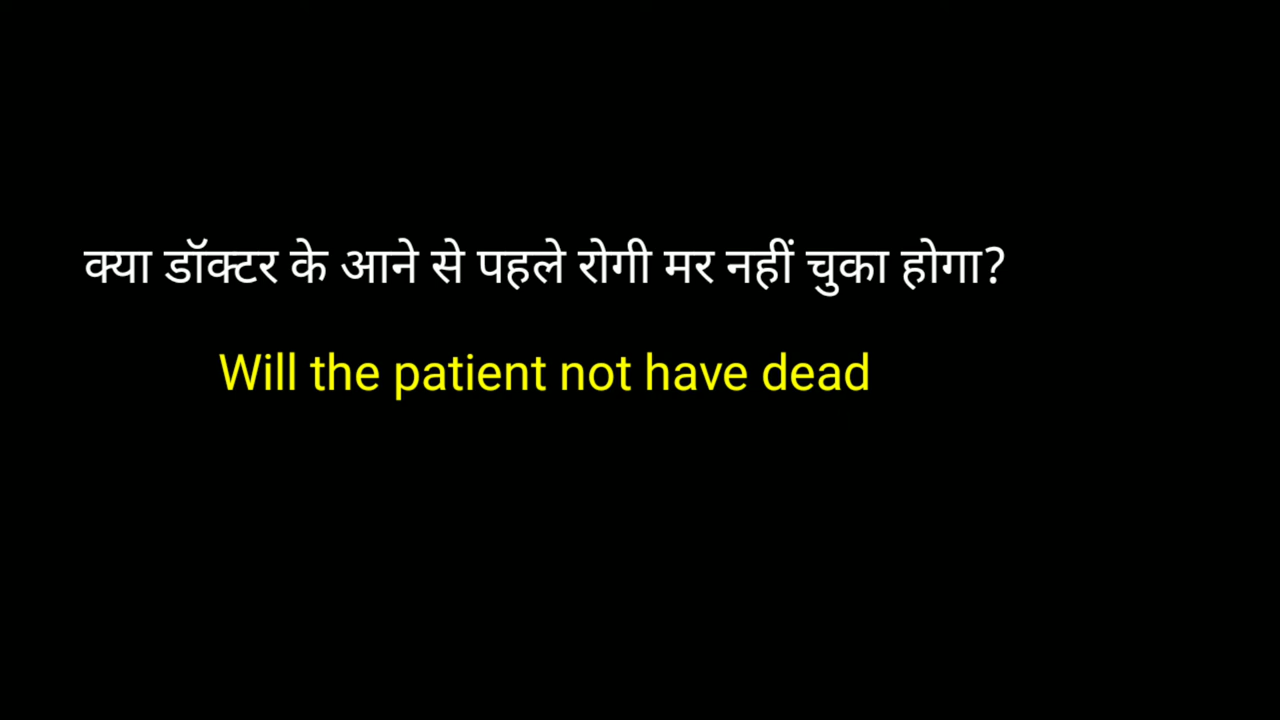 क्या डॉक्टर के आने से पहले रोगी मर नहीं चुका होगा?
Will the patient not have dead